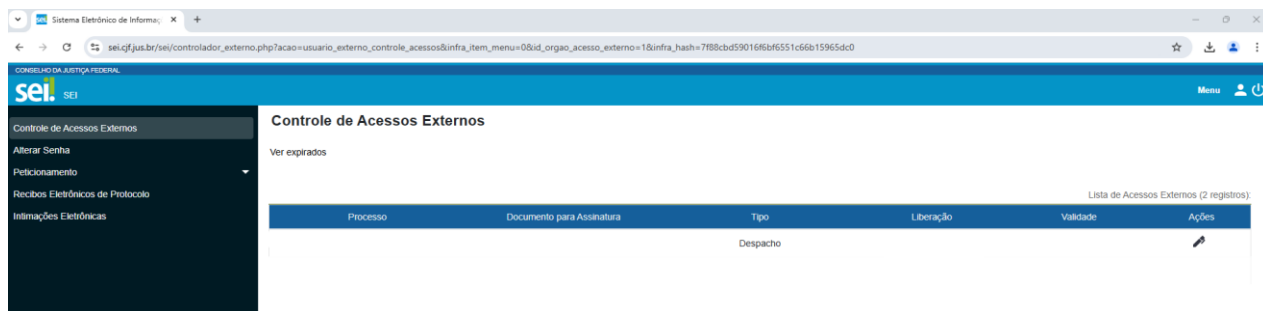 Sistema Eletrônico de Informaç
sei.cjf.jus.br/sei/controlador_externo.php?acao=usuario_externo_controle_acessos&infra_item_menu=0&id_orgao_acesso_externo=1&infra_hash=7f88cbd59016f6bf6551c66b15965dc0
CONSELHO DA JUSTIÇA FEDERAL
sei. SEI Menu
Controle de Acessos Externos
Alterar Senha
Peticionamento
Recibos Eletrônicos de Protocolo
Intimações Eletrônicas
Controle de Acessos Externos
Ver expirados
Lista de Acessos Externos (2 registros):
Processo Documento para Assinatura Tipo Liberação Validade Ações
Despacho